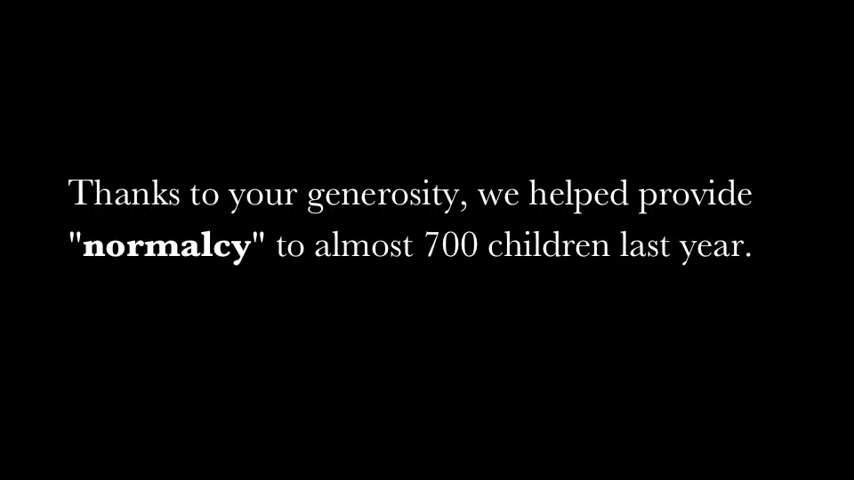 Thanks to your generosity, we helped provide
"normalcy" to almost 700 children last year.